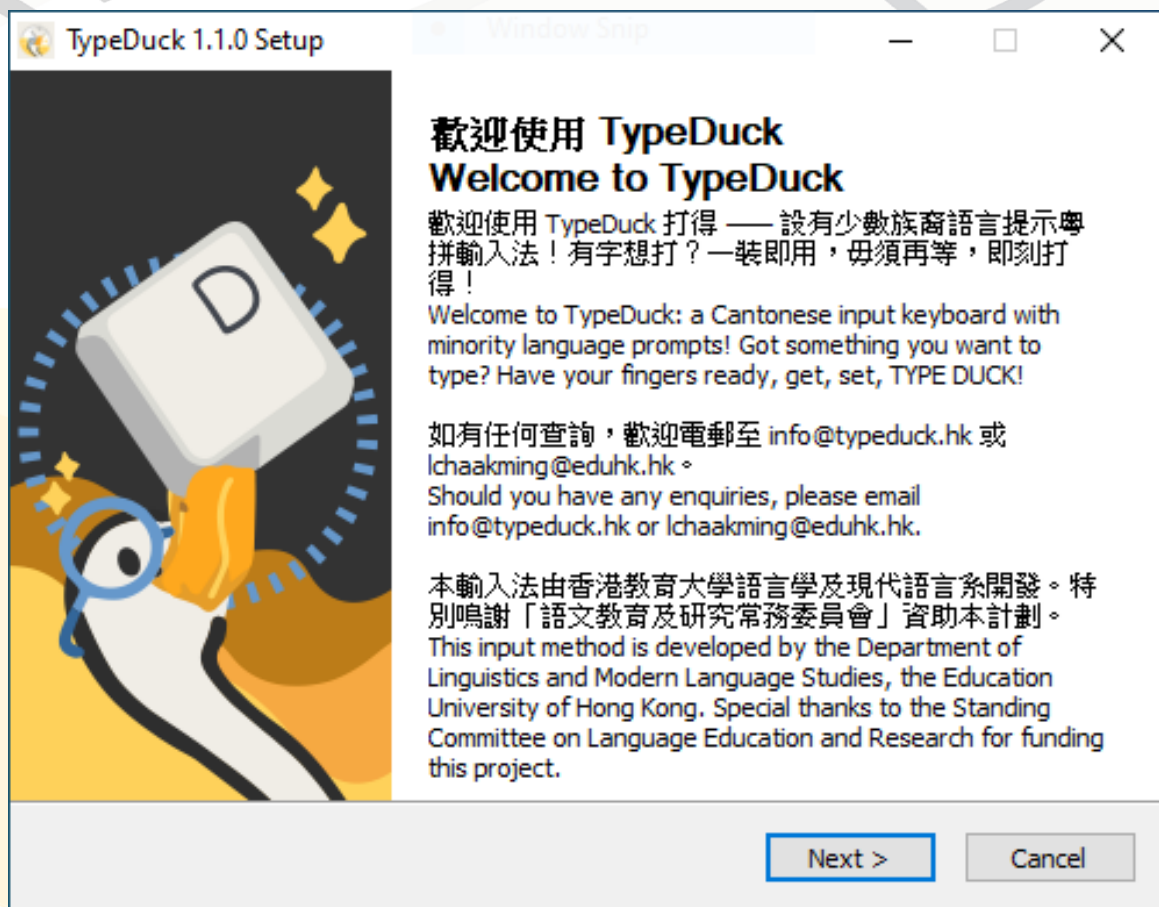 Window Snip
TypeDuck 1.1.0 Setup
D
歡迎使用 TypeDuck
Welcome to TypeDuck
歡迎使用 TypeDuck 打得 —— 設有少數族裔語言提示粵
拼輸入法！有字想打？一裝即用，毋須再等，即刻打
得！
Welcome to TypeDuck: a Cantonese input keyboard with
minority language prompts! Got something you want to
type? Have your fingers ready, get, set, TYPE DUCK!
如有任何查詢，歡迎電郵至 info@typeduck.hk 或
lchaakming@eduhk.hk。
Should you have any enquiries, please email
info@typeduck.hk or lchaakming@eduhk.hk.
本輸入法由香港教育大學語言學及現代語言系開發。特
別鳴謝「語文教育及研究常務委員會」資助本計劃。
This input method is developed by the Department of
Linguistics and Modern Language Studies, the Education
University of Hong Kong. Special thanks to the Standing
Committee on Language Education and Research for funding
this project.
Next >
Cancel